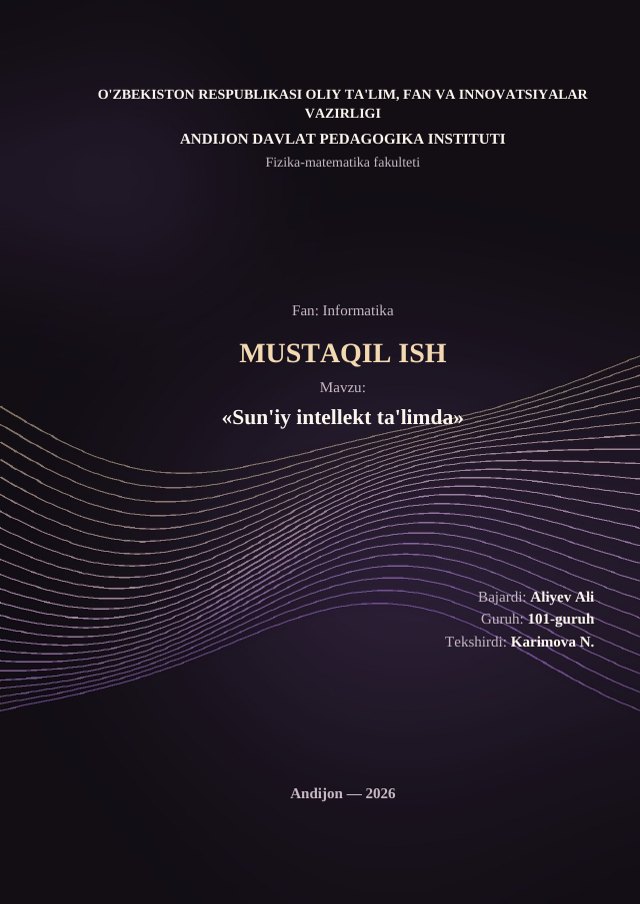 O'ZBEKISTON RESPUBLIKASI OLIY TA'LIM, FAN VA INNOVATSIYALAR
VAZIRLIGI
ANDIJON DAVLAT PEDAGOGIKA INSTITUTI
Fizika-matematika fakulteti
Fan: Informatika
MUSTAQIL ISH
Mavzu:
«Sun'iy intellekt ta'limda»
Bajardi: Aliyev Ali
Guruh: 101-guruh
Tekshirdi: Karimova N.
Andijon — 2026